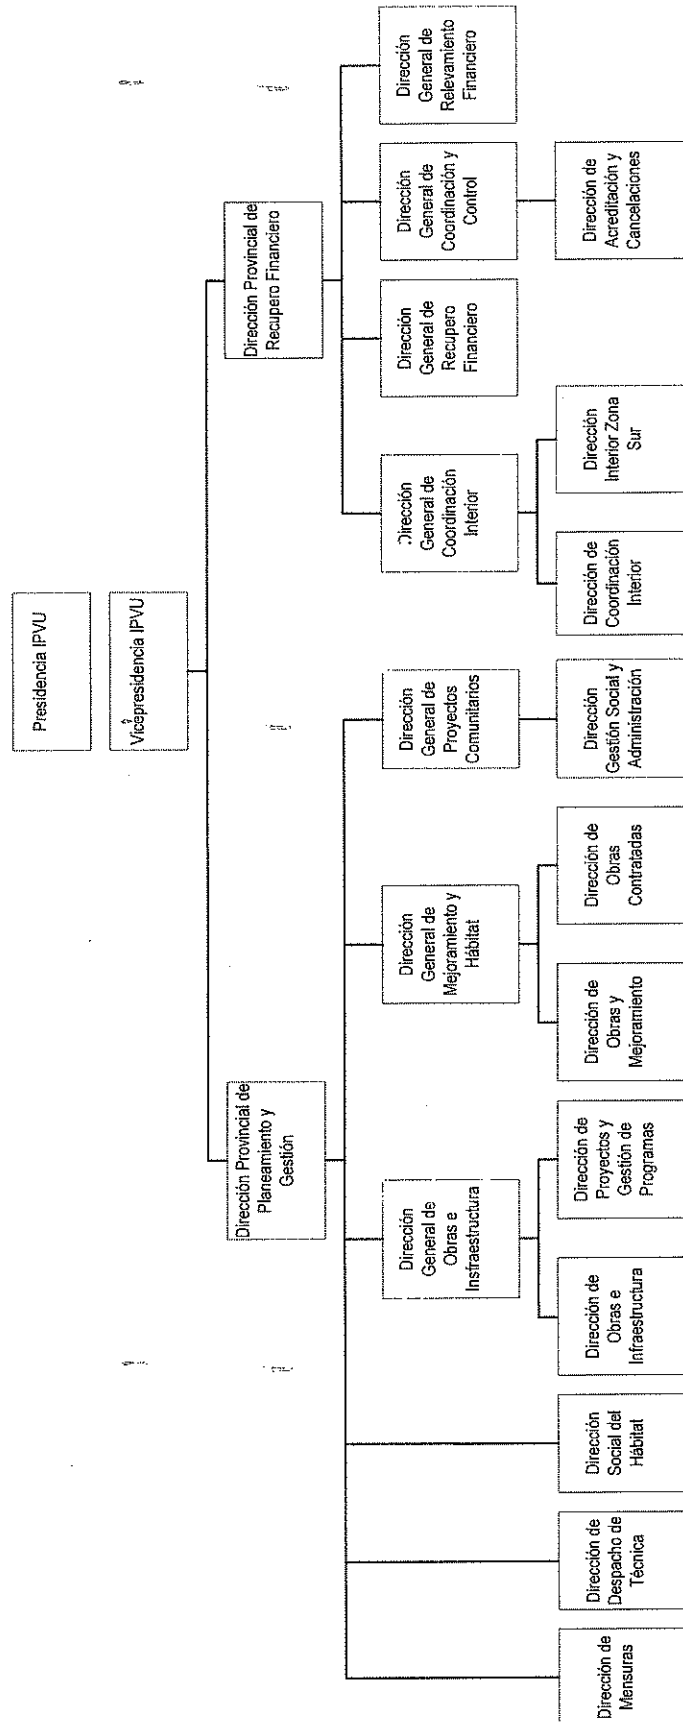 Presidencia IPVU
Vicepresidencia IPVU
Dirección Provincial de
Planeamiento y
Gestión
Dirección Provincial de
Recupero Financiero
Dirección
General de
Obras e
Insfraestructura
Dirección
General de
Mejoramiento y
Hábitat
Dirección
General de
Proyectos
Comunitarios
Dirección
General de
Coordinación
Interior
Dirección
General de
Recupero
Financiero
Dirección
General de
Coordinación y
Control
Dirección
General de
Relevamiento
Financiero
Dirección de
Mensuras
Dirección de
Despacho de
Técnica
Dirección
Social del
Hábitat
Dirección de
Obras e
Infraestructura
Dirección de
Proyectos y
Gestión de
Programas
Dirección de
Obras y
Mejoramiento
Dirección de
Obras
Contratadas
Dirección
Gestión Social y
Administración
Dirección de
Coordinación
Interior
Dirección
Interior Zona
Sur
Dirección de
Acreditación y
Cancelaciones